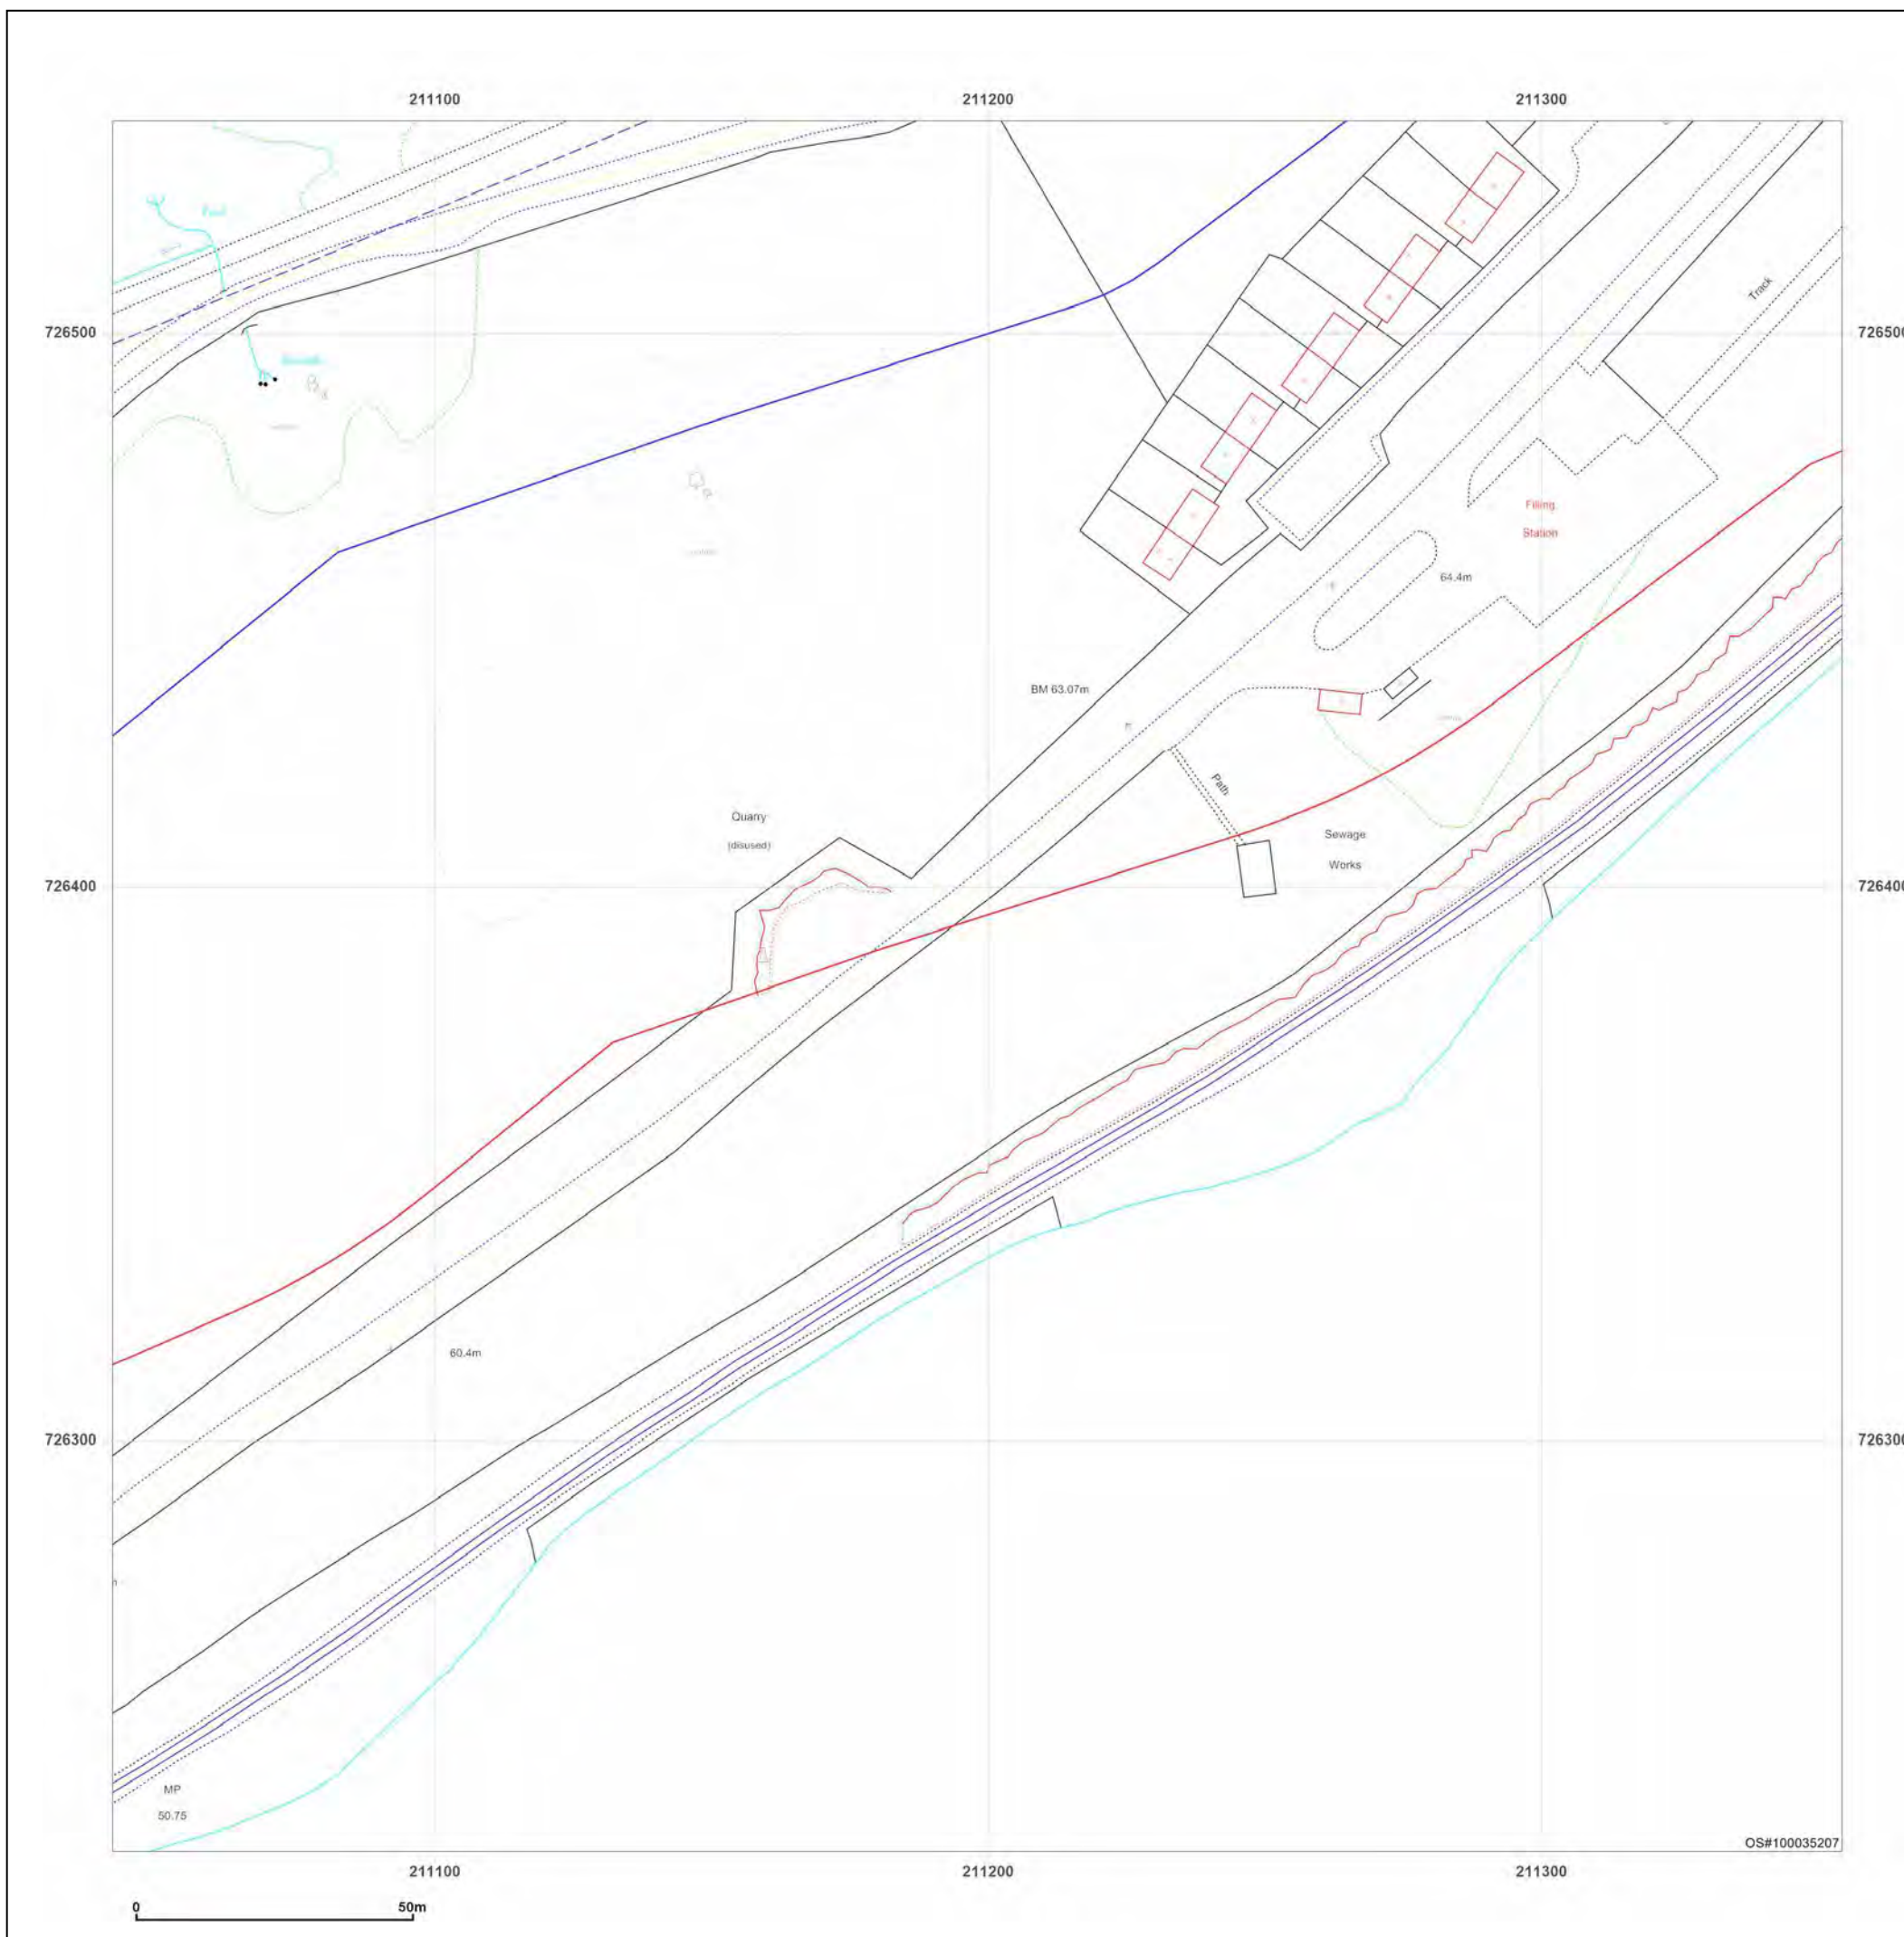 211100
211200
211300
726500
726500
Track
Filling
Station
64.4m
BM 63.07m
Path
Quarry
(disused)
Sewage
Works
726400
726400
60.4m
726300
726300
MP
50.75
OS#100035207
211100
211200
211300
0
50m